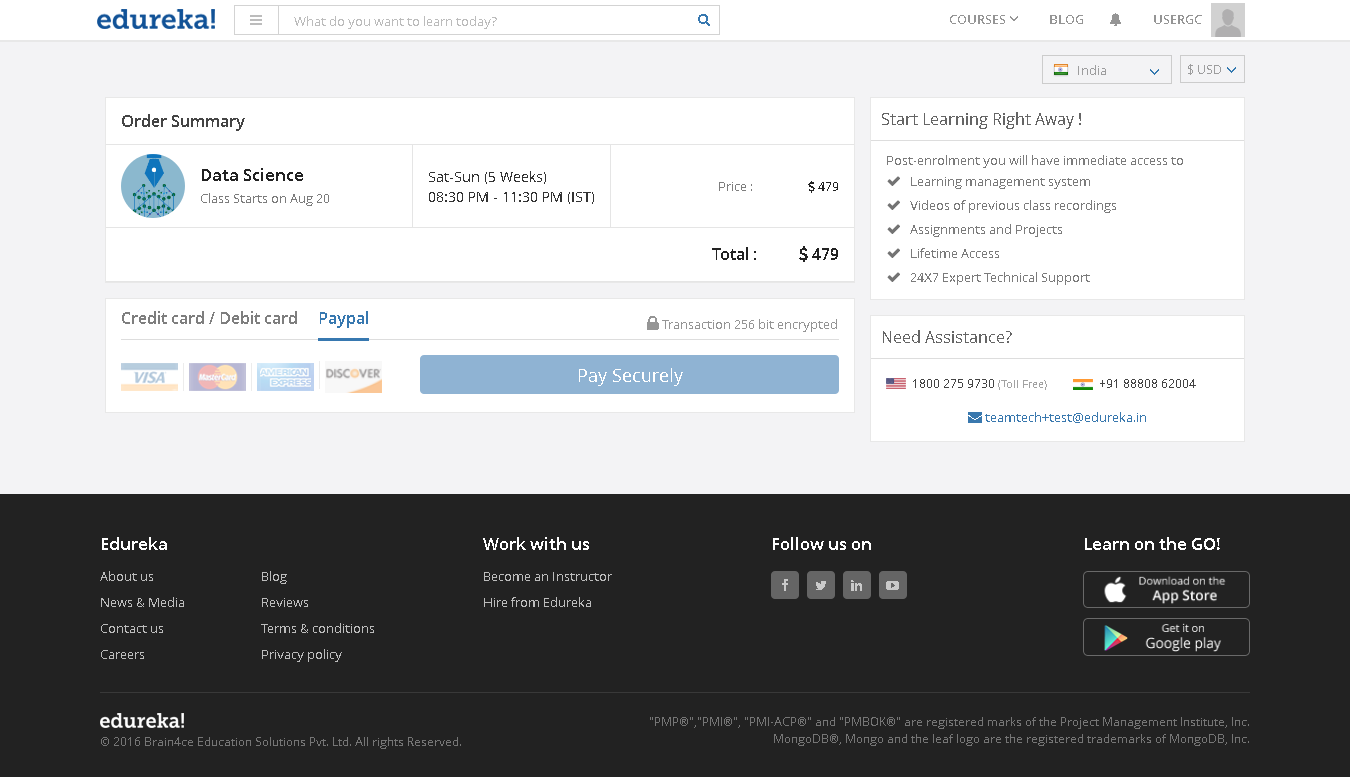 edureka!
What do you want to learn today?
COURSES
BLOG
USERGC
India
$ USD
Order Summary
Data Science
Class Starts on Aug 20
Sat-Sun (5 Weeks)
08:30 PM - 11:30 PM (IST)
Price : $ 479
Total : $ 479
Credit card / Debit card
Paypal
Transaction 256 bit encrypted
VISA
MasterCard
AMERICAN EXPRESS
DISCOVER
Pay Securely
Start Learning Right Away !
Post-enrolment you will have immediate access to
Learning management system
Videos of previous class recordings
Assignments and Projects
Lifetime Access
24X7 Expert Technical Support
Need Assistance?
1800 275 9730 (Toll Free)
+91 88808 62004
teamtech+test@edureka.in
Edureka
About us
News & Media
Contact us
Careers
Blog
Reviews
Terms & conditions
Privacy policy
Work with us
Become an Instructor
Hire from Edureka
Follow us on
f
in
Learn on the GO!
Download on the
App Store
Get it on
Google play
edureka!
© 2016 Brain4ce Education Solutions Pvt. Ltd. All rights Reserved.
"PMP®","PMI®", "PMI-ACP®" and "PMBOK®" are registered marks of the Project Management Institute, Inc.
MongoDB®, Mongo and the leaf logo are the registered trademarks of MongoDB, Inc.